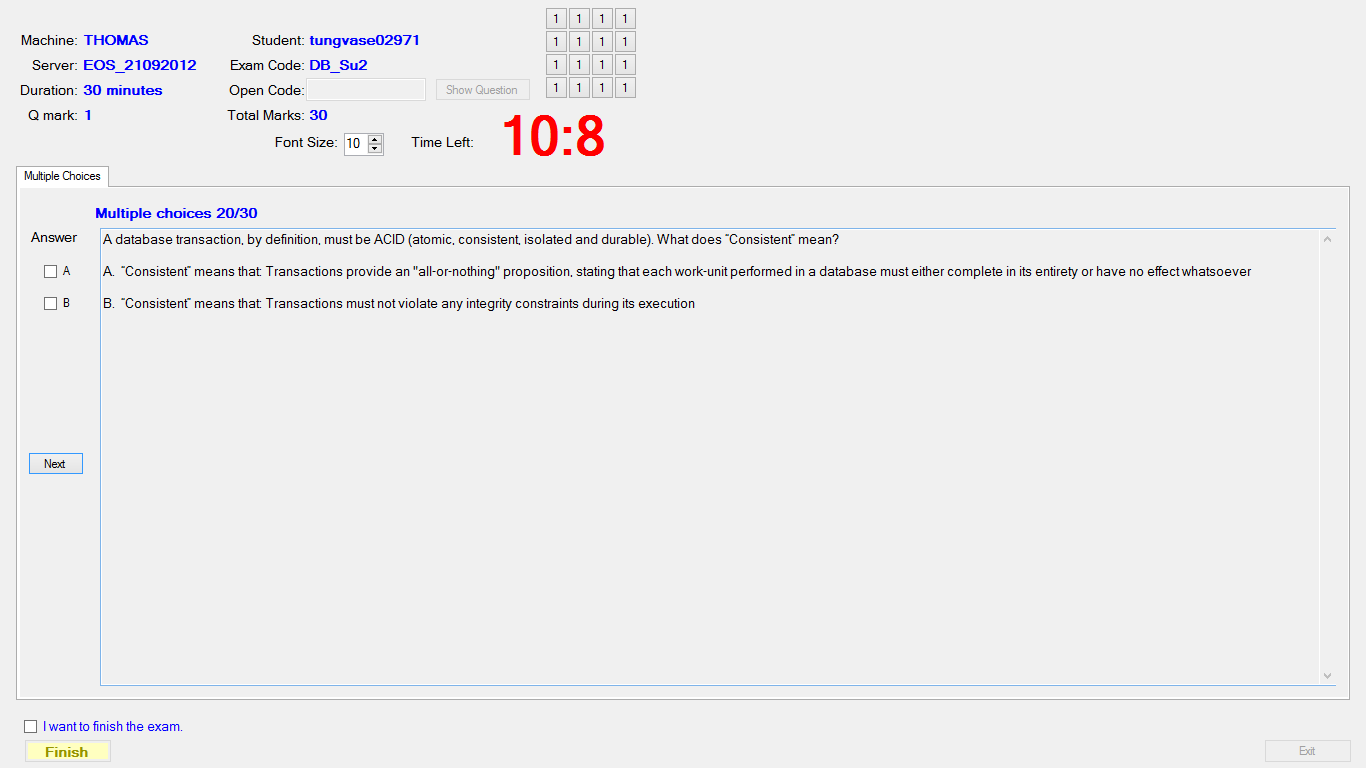 Machine: THOMAS Student: tungvase02971
Server: EOS_21092012 Exam Code: DB_Su2
Duration: 30 minutes Open Code: Show Question
Q mark: 1 Total Marks: 30
1 1 1 1
1 1 1 1
1 1 1 1
1 1 1 1
Font Size: 10 Time Left: 10:8
Multiple Choices
Multiple choices 20/30
Answer
A database transaction, by definition, must be ACID (atomic, consistent, isolated and durable). What does “Consistent” mean?
A
A. “Consistent” means that: Transactions provide an "all-or-nothing" proposition, stating that each work-unit performed in a database must either complete in its entirety or have no effect whatsoever
B
B. “Consistent” means that: Transactions must not violate any integrity constraints during its execution
Next
I want to finish the exam.
Finish
Exit